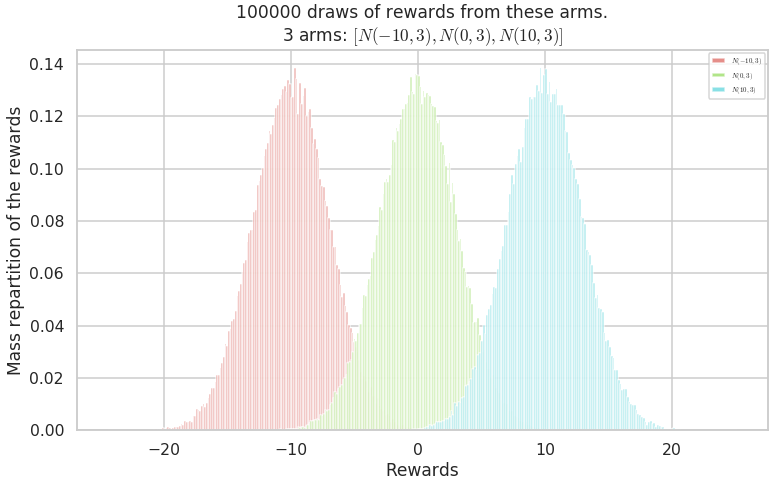 100000 draws of rewards from these arms.
3 arms: [N(−10, 3), N(0, 3), N(10, 3)]
N(−10, 3)
N(0, 3)
N(10, 3)
Mass repartition of the rewards
0.14
0.12
0.10
0.08
0.06
0.04
0.02
0.00
−20 −10 0 10 20
Rewards